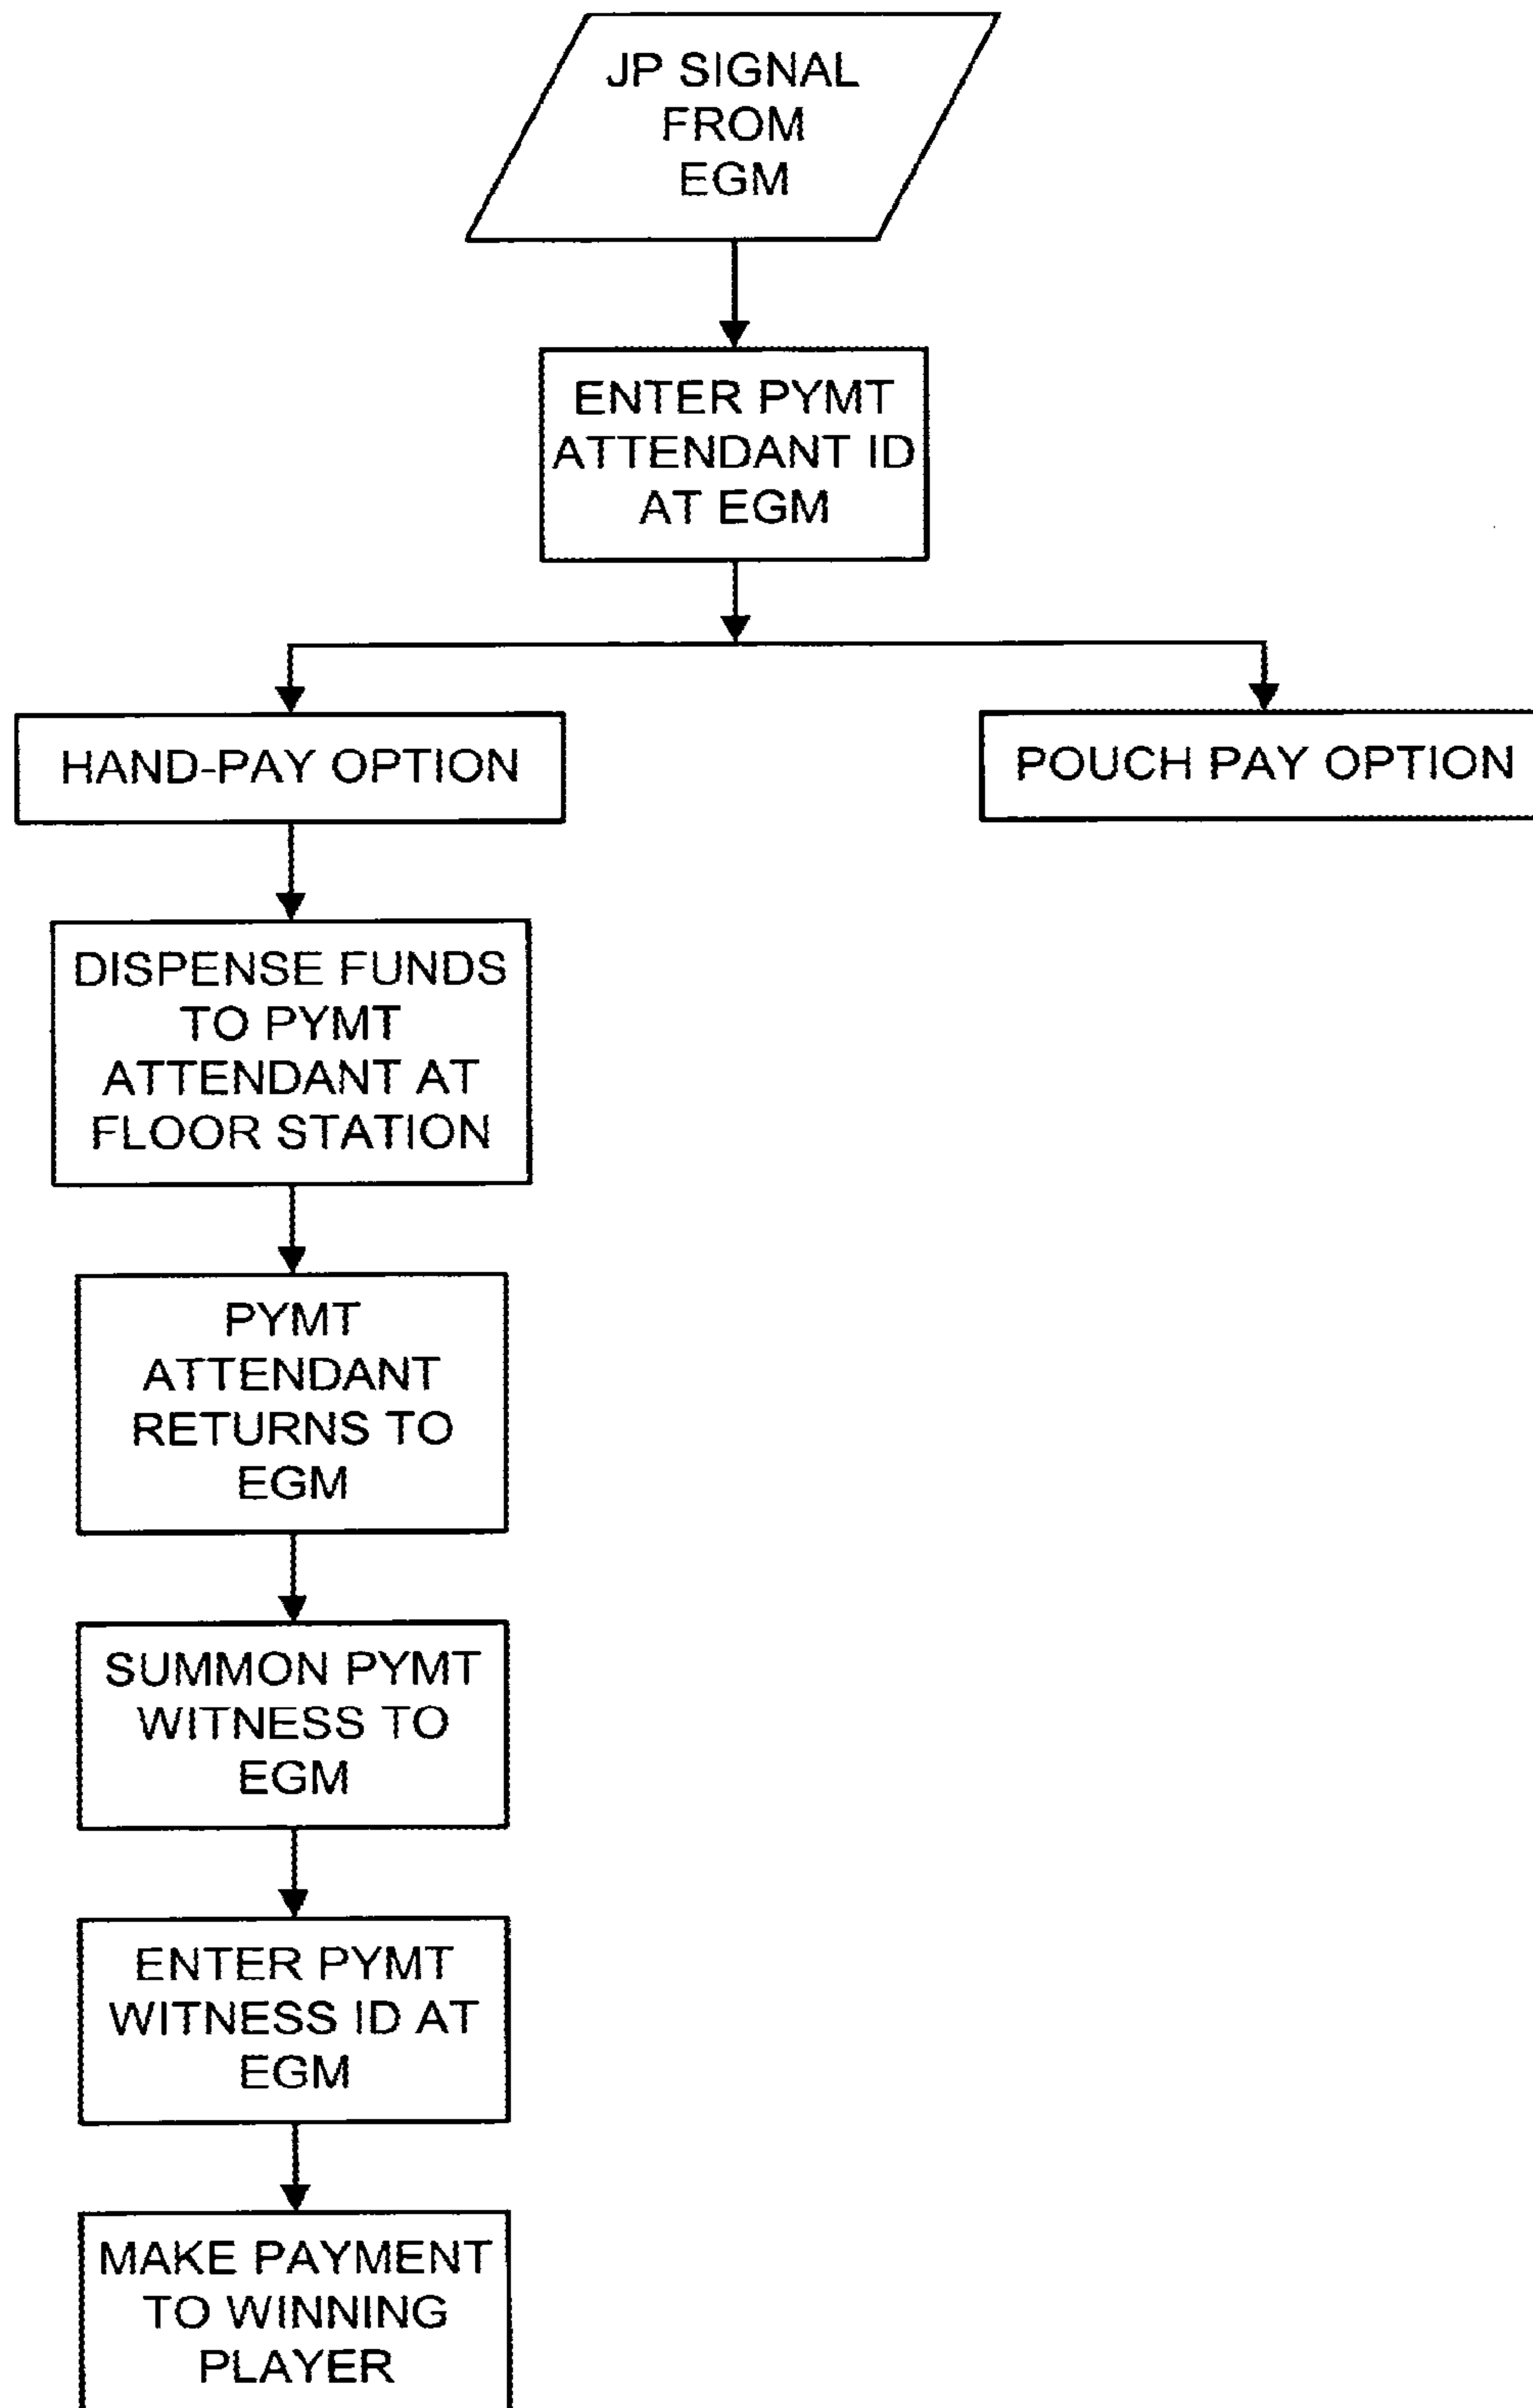 JP SIGNAL
FROM
EGM
ENTER PYMT
ATTENDANT ID
AT EGM
HAND-PAY OPTION
POUCH PAY OPTION
DISPENSE FUNDS
TO PYMT
ATTENDANT AT
FLOOR STATION
PYMT
ATTENDANT
RETURNS TO
EGM
SUMMON PYMT
WITNESS TO
EGM
ENTER PYMT
WITNESS ID AT
EGM
MAKE PAYMENT
TO WINNING
PLAYER